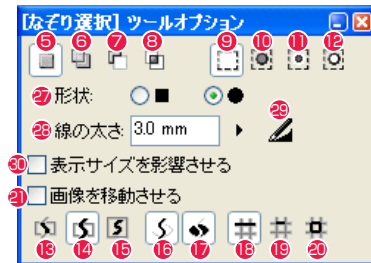 [なぞり選択] ツールオプション
5 6 7 8 9 10 11 12
27 形状:
28 線の太さ: 3.0 mm 29
30 表示サイズを影響させる
21 画像を移動させる
13 14 15 16 17 18 19 20